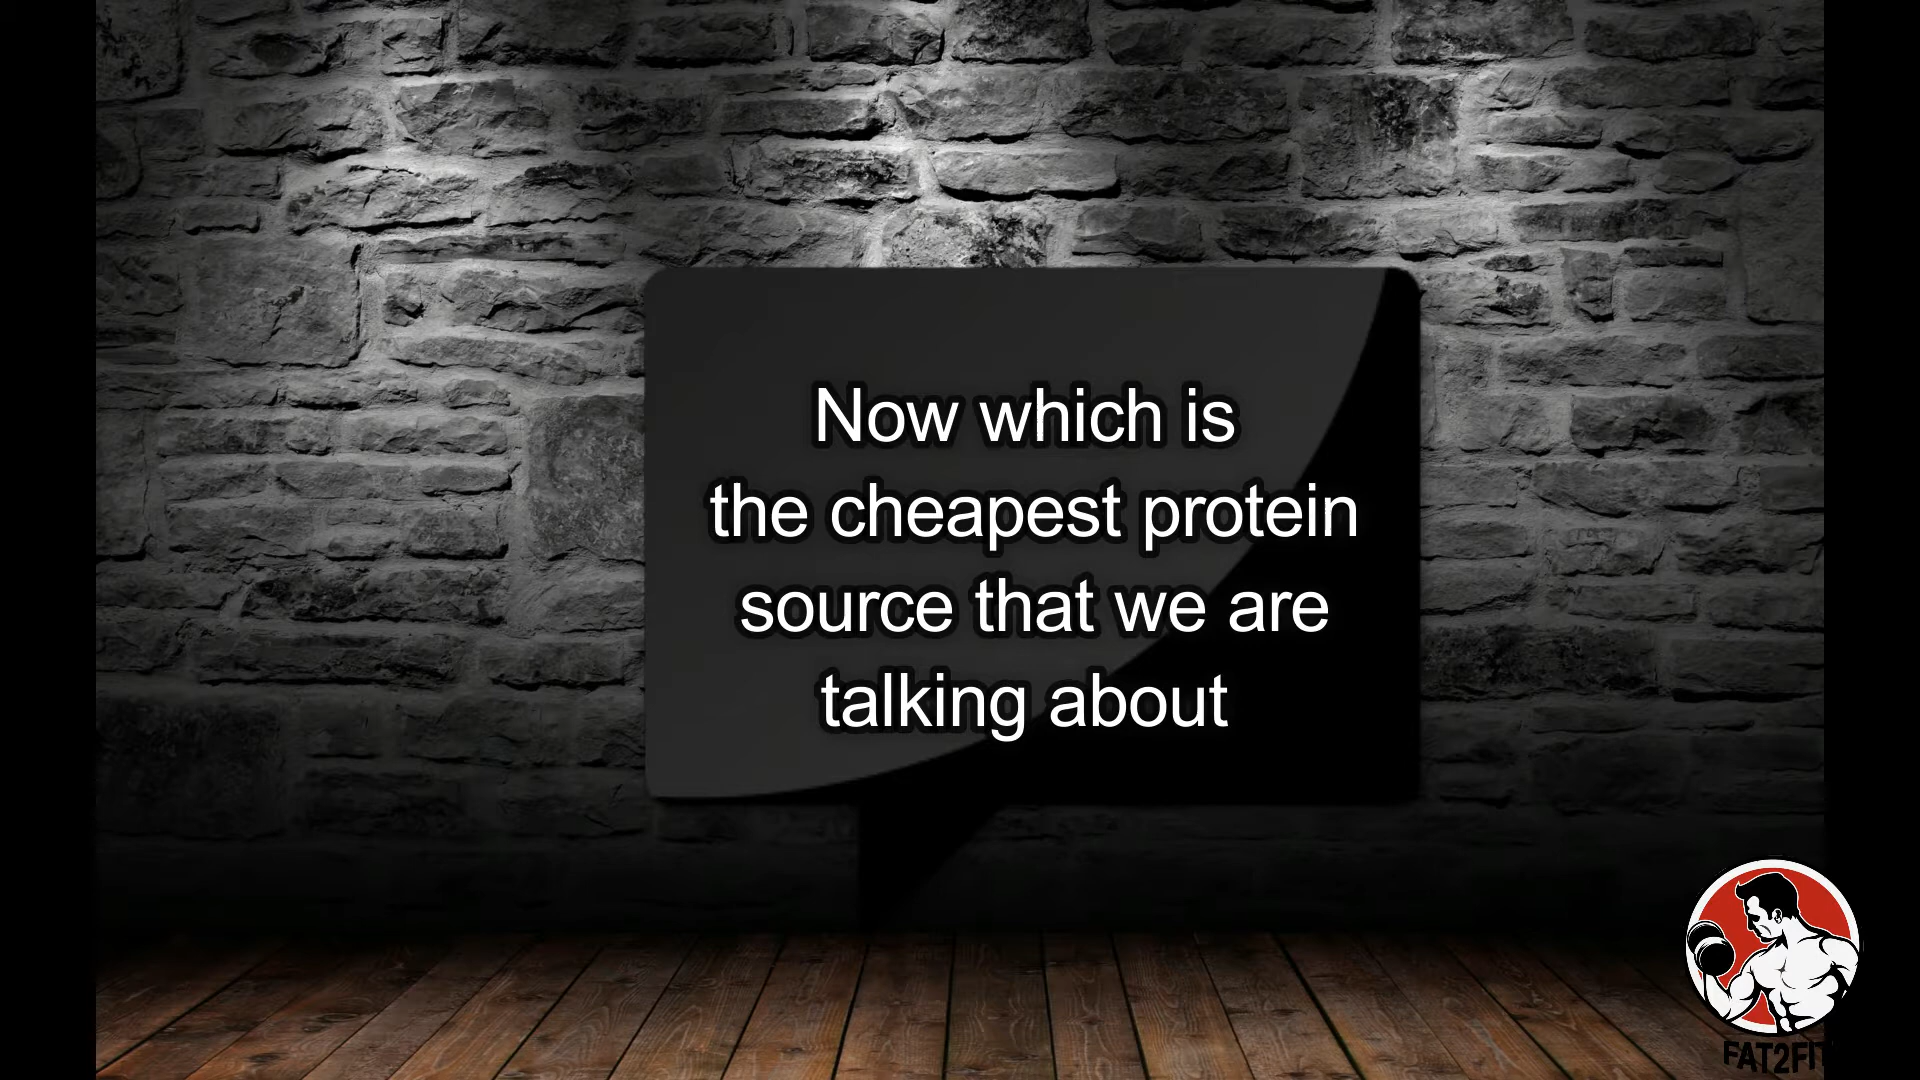 Now which is
the cheapest protein
source that we are
talking about
FAT2FIT